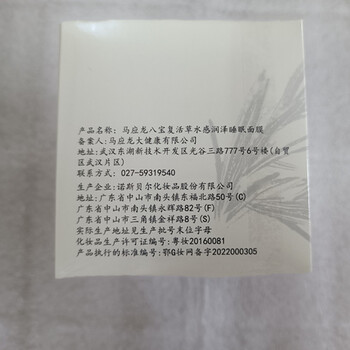 产品名称：马应龙八宝复活草水感润泽睡眠面膜
备案人：马应龙大健康有限公司
地址：武汉东湖新技术开发区光谷三路777号6号楼(自贸
区武汉片区)
联系方式：027-59319540
生产企业：诺斯贝尔化妆品股份有限公司
广东省中山市南头镇东福北路50号(C)
广东省中山市南头镇永辉路82号(F)
广东省中山市三角镇金祥路8号(S)
实际生产地址见生产批号末位字母
化妆品生产许可证编号：粤妆20160081
产品执行的标准编号：鄂G妆网备字2022000305